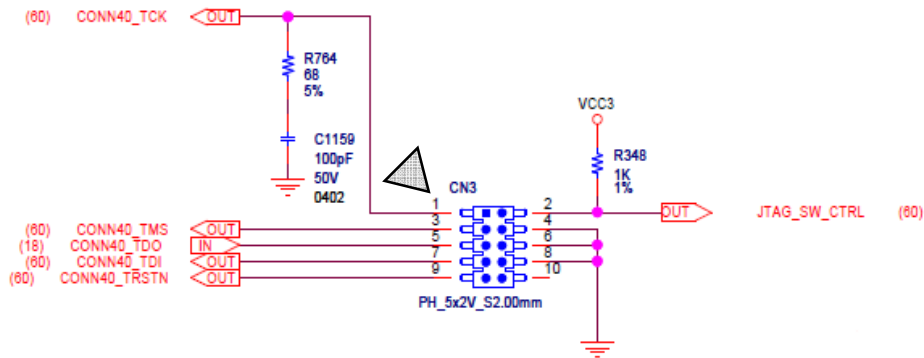 (60) CONN40_TCK OUT
R764
68
5%
VCC3
C1159
100pF
50V
0402
R348
1K
1%
CN3
1 2 OUT JTAG_SW_CTRL (60)
(60) CONN40_TMS OUT 3 4
(18) CONN40_TDO IN 5 6
(60) CONN40_TDI OUT 7 8
(60) CONN40_TRSTN OUT 9 10
PH_5x2V_S2.00mm